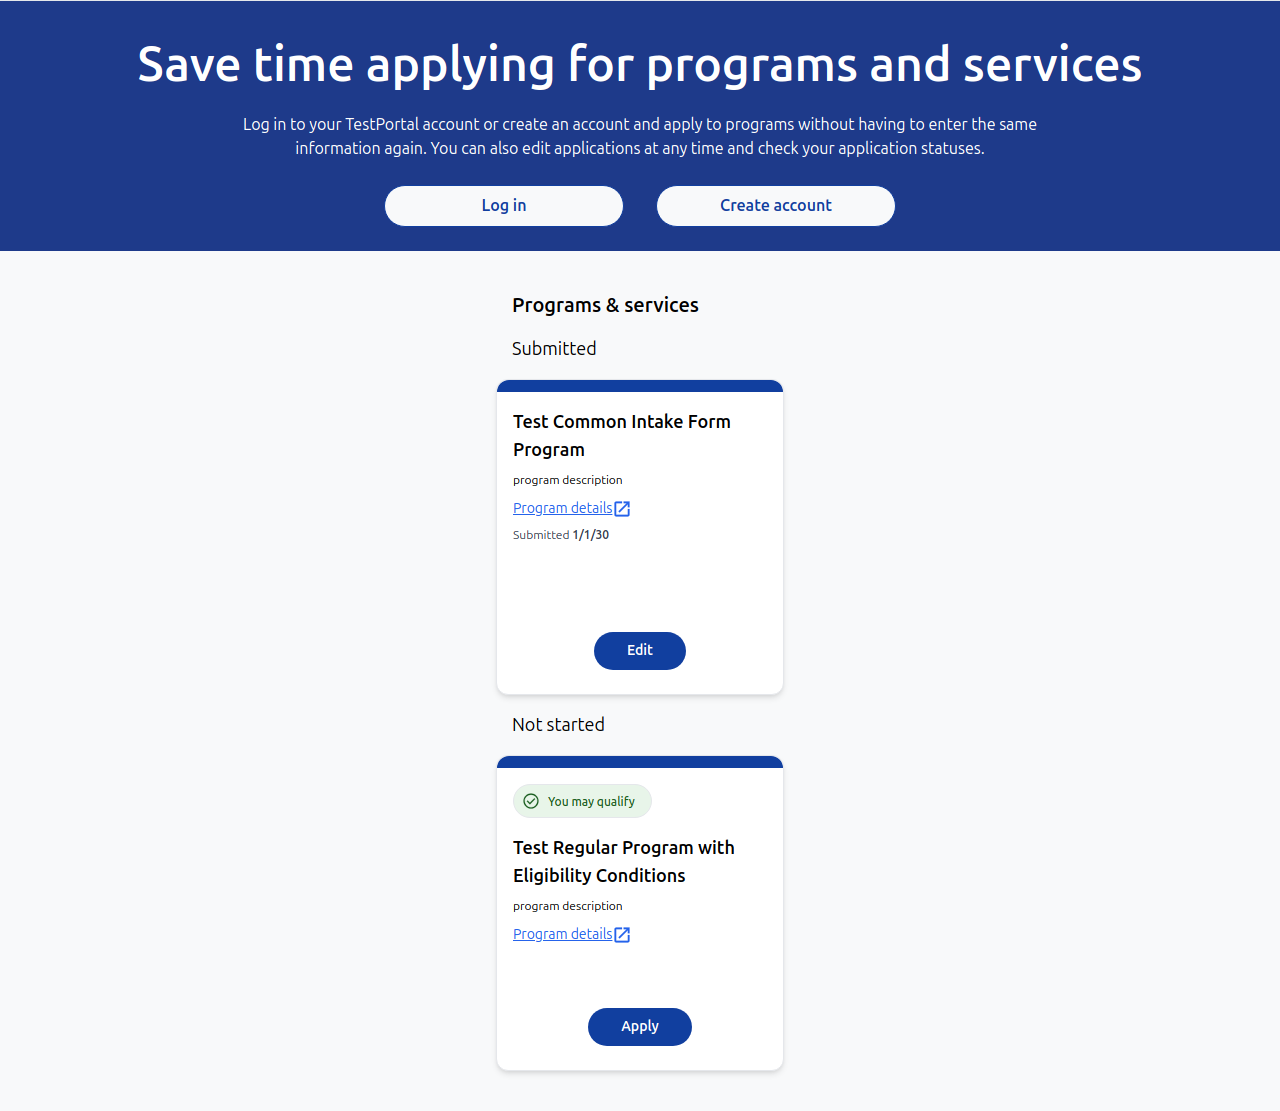 Save time applying for programs and services
Log in to your TestPortal account or create an account and apply to programs without having to enter the same
information again. You can also edit applications at any time and check your application statuses.
Log in
Create account
Programs & services
Submitted
Test Common Intake Form
Program
program description
Program details
Submitted 1/1/30
Edit
Not started
You may qualify
Test Regular Program with
Eligibility Conditions
program description
Program details
Apply